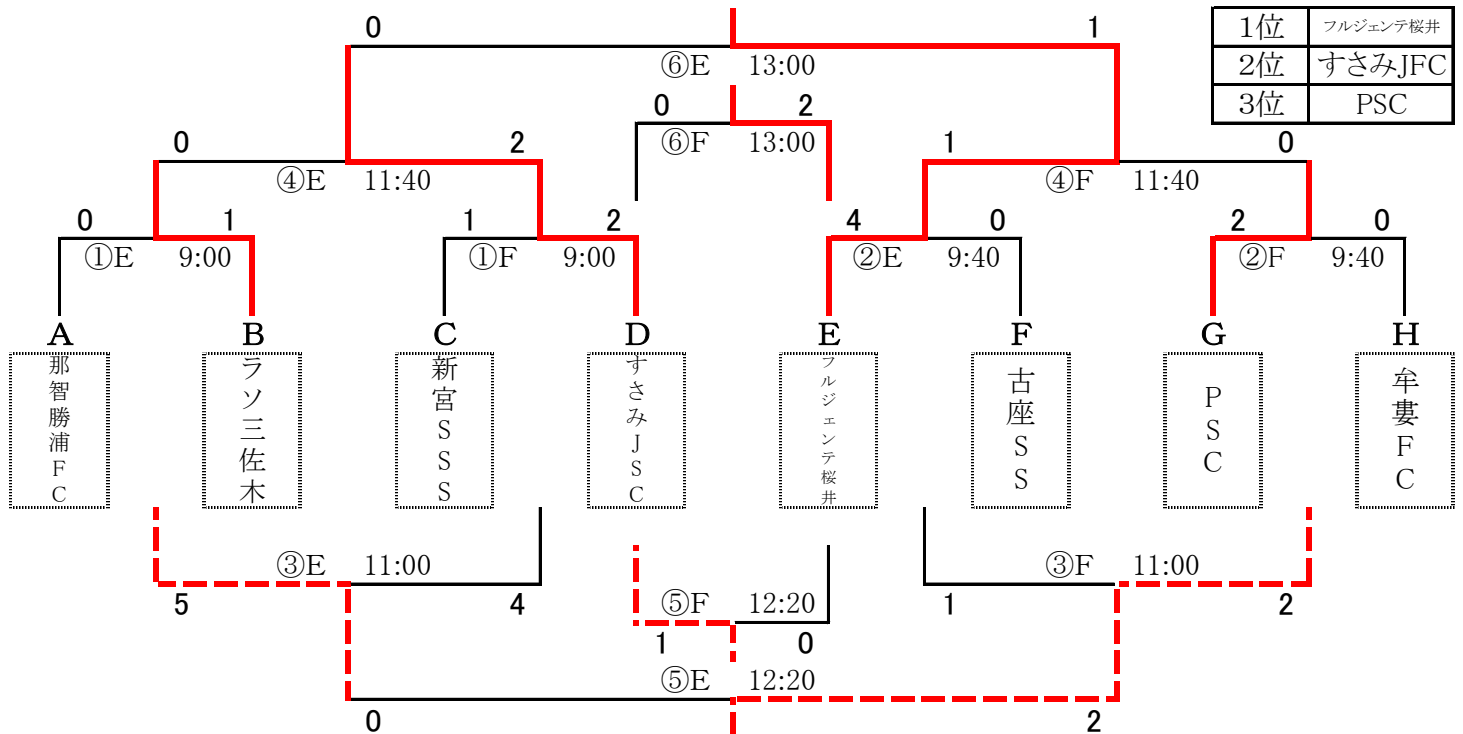 0 1
⑥E 13:00
1位 フルジェンテ桜井
2位 すさみJFC
3位 PSC
0 2
⑥F 13:00
0 2
④E 11:40
1 0
④F 11:40
0 1
①E 9:00
1 2
①F 9:00
4 0
②E 9:40
2 0
②F 9:40
A B C D E F G H
那智勝浦FC
ラソ三佐木
新宮SSS
すさみJSC
フルジェンテ桜井
古座SS
PSC
牟婁FC
③E 11:00
5 4
⑤F 12:20
1 0
③F 11:00
1 2
⑤E 12:20
0 2